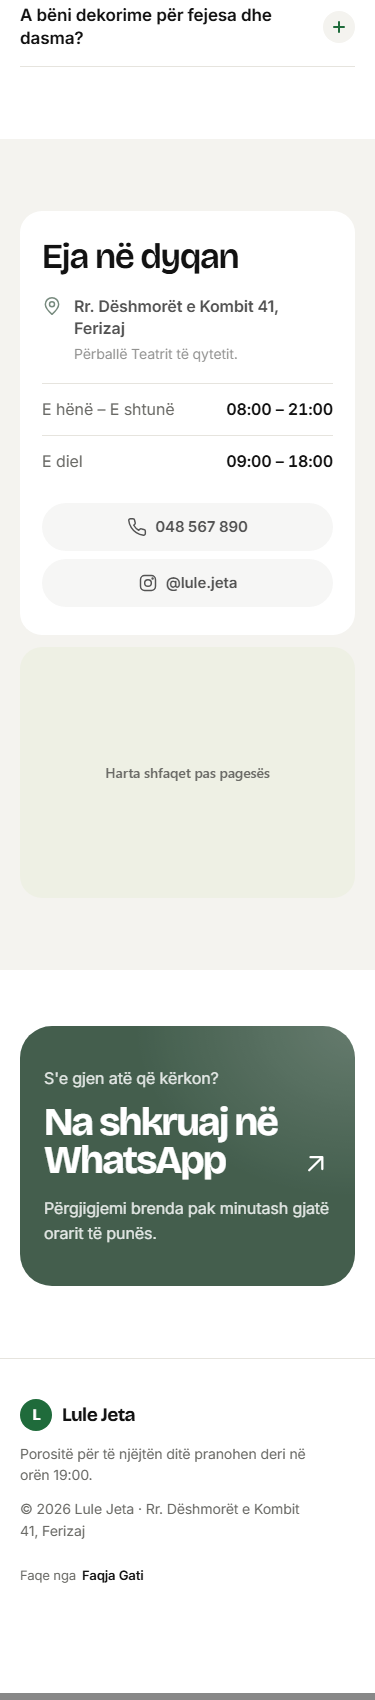 A bëni dekorime për fejesa dhe
dasma?
Eja në dyqan
Rr. Dëshmorët e Kombit 41,
Ferizaj
Përballë Teatrit të qytetit.
E hënë – E shtunë 08:00 – 21:00
E diel 09:00 – 18:00
048 567 890
@lule.jeta
Harta shfaqet pas pagesës
S'e gjen atë që kërkon?
Na shkruaj në
WhatsApp
Përgjigjemi brenda pak minutash gjatë
orarit të punës.
L Lule Jeta
Porositë për të njëjtën ditë pranohen deri në
orën 19:00.
© 2026 Lule Jeta · Rr. Dëshmorët e Kombit
41, Ferizaj
Faqe nga Faqja Gati